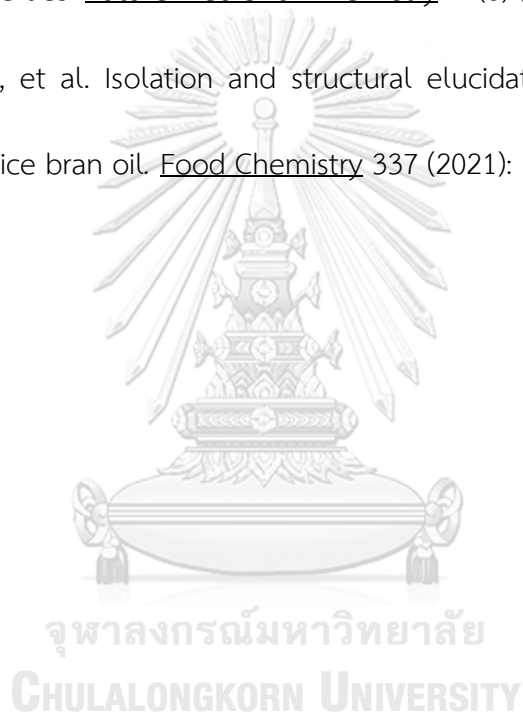 , et al. Isolation and structural elucidat
ice bran oil. Food Chemistry 337 (2021):
จุฬาลงกรณ์มหาวิทยาลัย
CHULALONGKORN UNIVERSITY